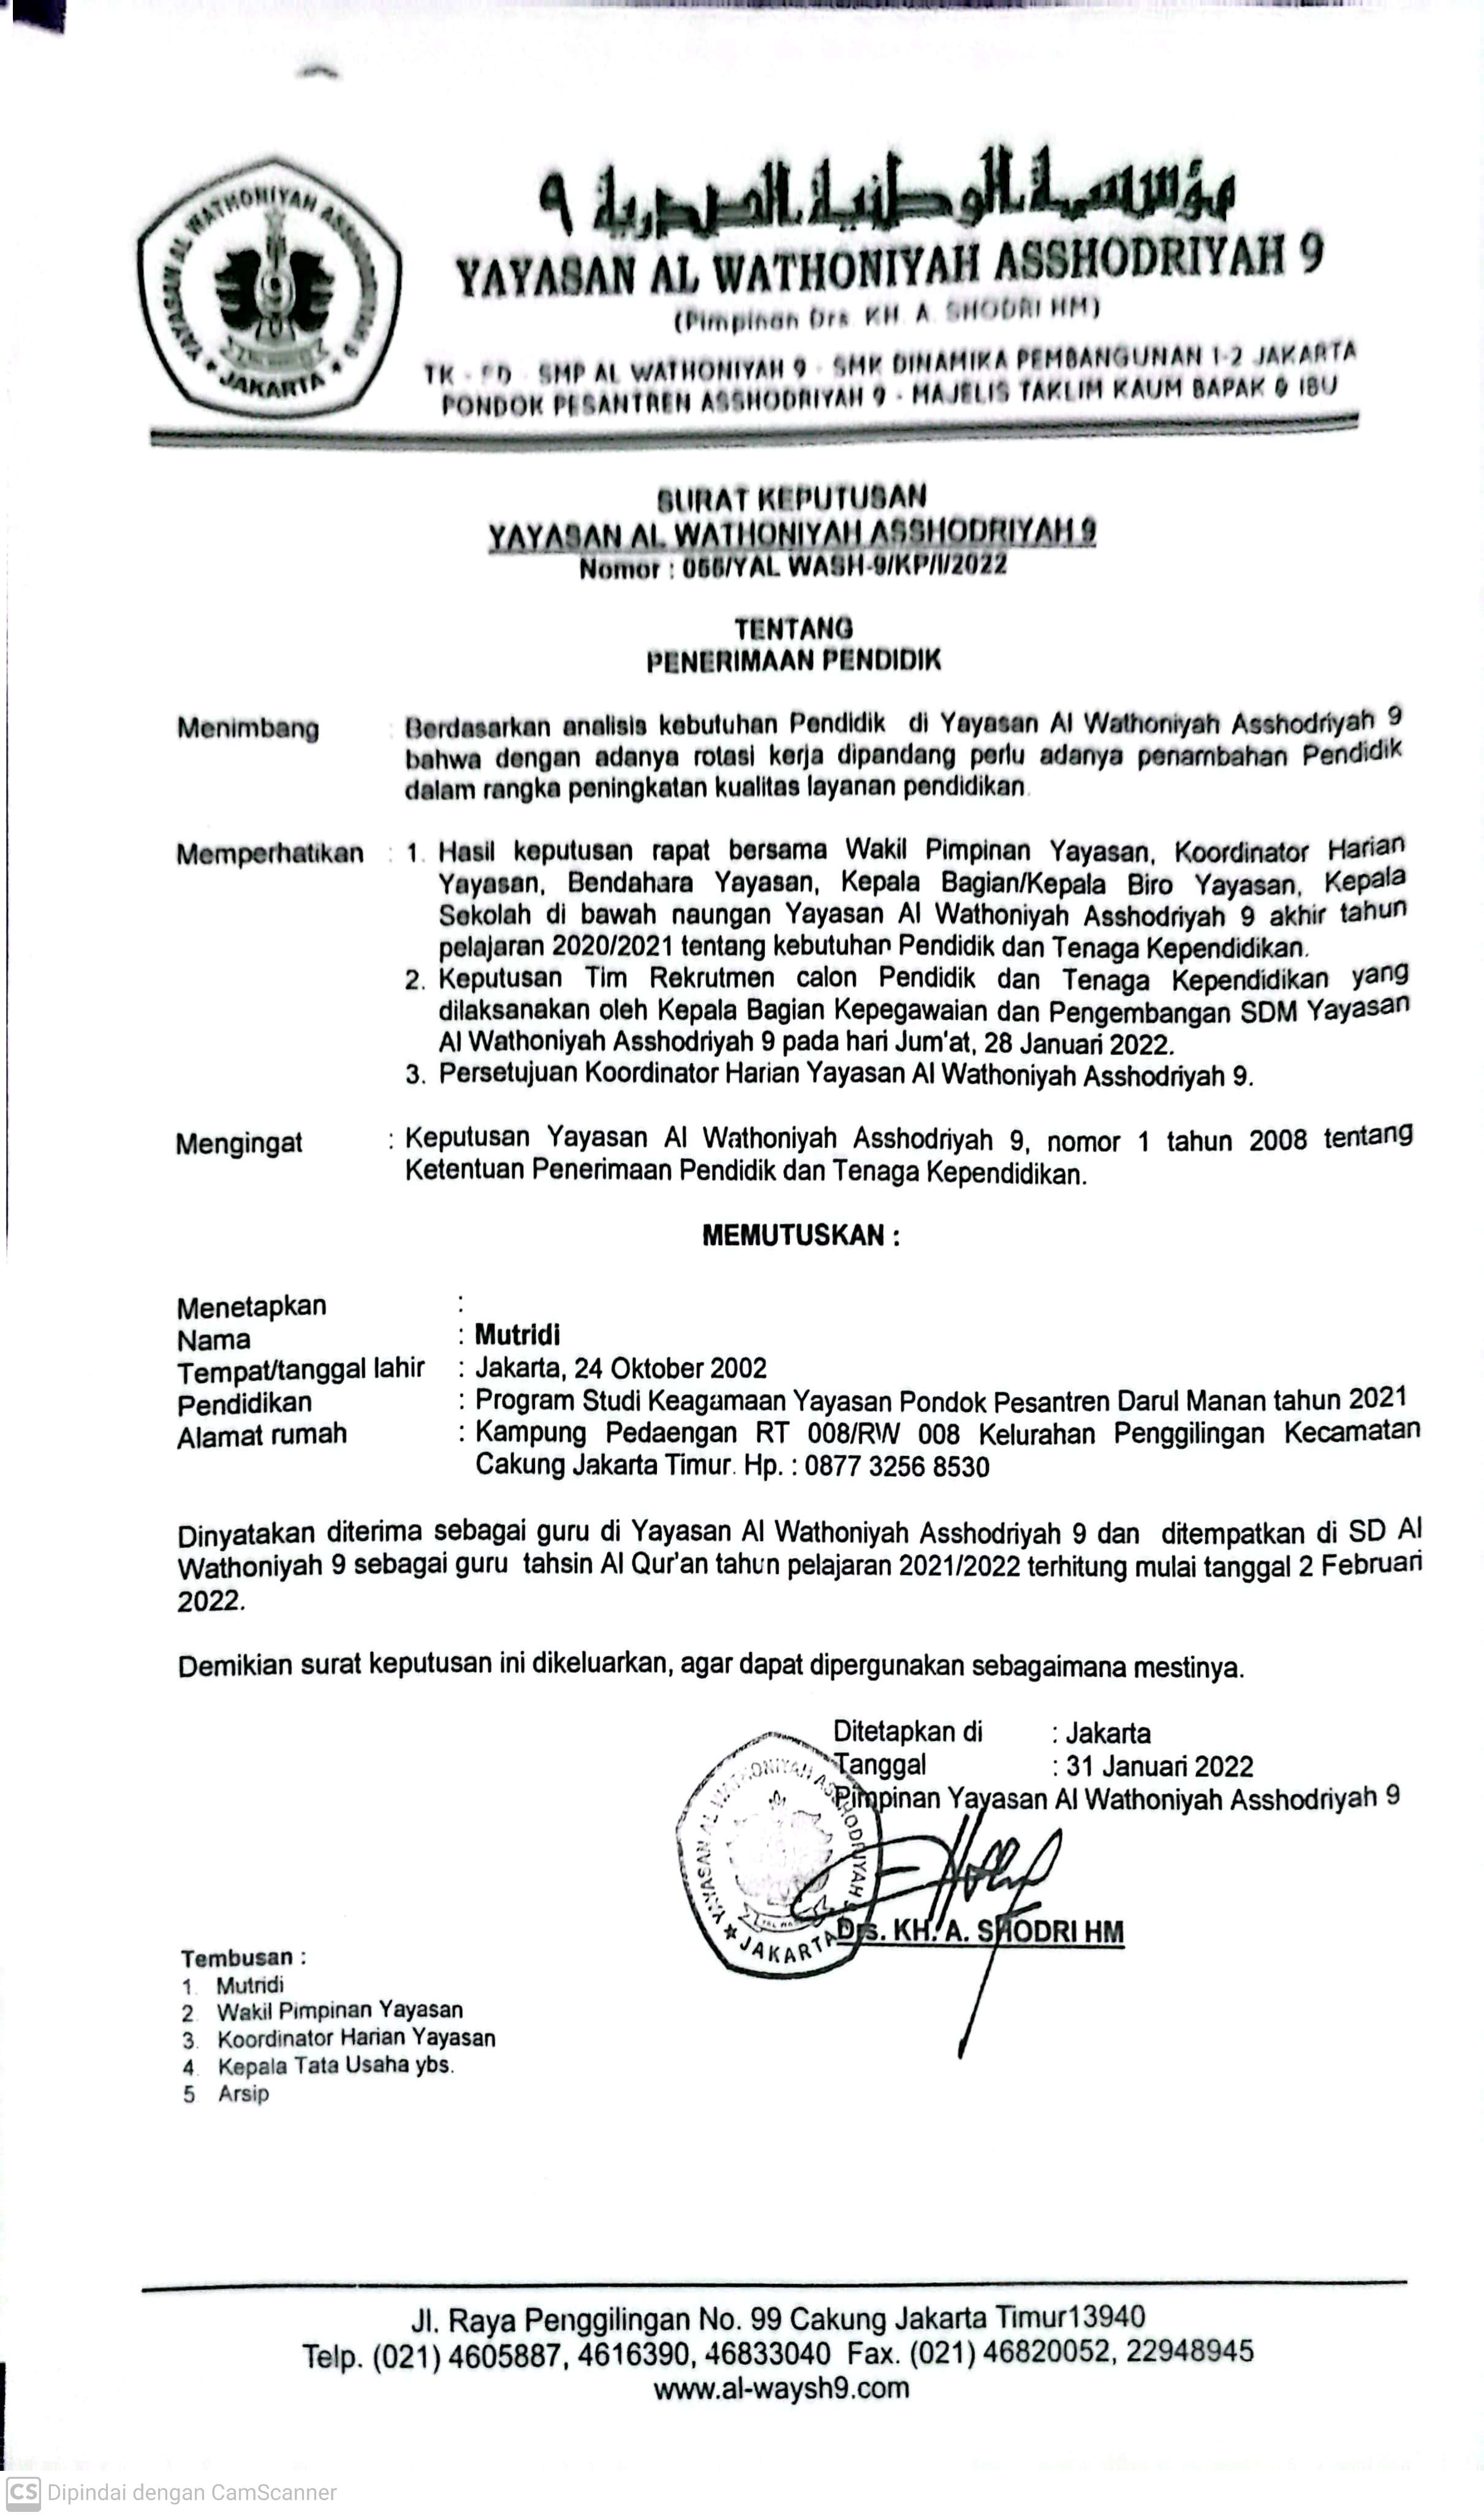 YAYASAN AL WATHONIYAH ASSHODRIYAH 9
JAKARTA
مؤسسة الوطنية الصدرية ٩
YAYASAN AL WATHONIYAH ASSHODRIYAH 9
(Pimpinan Drs. KH. A. SHODRI HM)
TK - SD - SMP AL WATHONIYAH 9 - SMK DINAMIKA PEMBANGUNAN 1-2 JAKARTA
PONDOK PESANTREN ASSHODRIYAH 9 - MAJELIS TAKLIM KAUM BAPAK & IBU
SURAT KEPUTUSAN
YAYASAN AL WATHONIYAH ASSHODRIYAH 9
Nomor : 066/YAL WASH-9/KP/I/2022
TENTANG
PENERIMAAN PENDIDIK
Menimbang : Berdasarkan analisis kebutuhan Pendidik di Yayasan Al Wathoniyah Asshodriyah 9
bahwa dengan adanya rotasi kerja dipandang perlu adanya penambahan Pendidik
dalam rangka peningkatan kualitas layanan pendidikan.
Memperhatikan : 1. Hasil keputusan rapat bersama Wakil Pimpinan Yayasan, Koordinator Harian
Yayasan, Bendahara Yayasan, Kepala Bagian/Kepala Biro Yayasan, Kepala
Sekolah di bawah naungan Yayasan Al Wathoniyah Asshodriyah 9 akhir tahun
pelajaran 2020/2021 tentang kebutuhan Pendidik dan Tenaga Kependidikan.
2. Keputusan Tim Rekrutmen calon Pendidik dan Tenaga Kependidikan yang
dilaksanakan oleh Kepala Bagian Kepegawaian dan Pengembangan SDM Yayasan
Al Wathoniyah Asshodriyah 9 pada hari Jum'at, 28 Januari 2022.
3. Persetujuan Koordinator Harian Yayasan Al Wathoniyah Asshodriyah 9.
Mengingat : Keputusan Yayasan Al Wathoniyah Asshodriyah 9, nomor 1 tahun 2008 tentang
Ketentuan Penerimaan Pendidik dan Tenaga Kependidikan.
MEMUTUSKAN :
Menetapkan :
Nama : Mutridi
Tempat/tanggal lahir : Jakarta, 24 Oktober 2002
Pendidikan : Program Studi Keagamaan Yayasan Pondok Pesantren Darul Manan tahun 2021
Alamat rumah : Kampung Pedaengan RT 008/RW 008 Kelurahan Penggilingan Kecamatan
Cakung Jakarta Timur. Hp. : 0877 3256 8530
Dinyatakan diterima sebagai guru di Yayasan Al Wathoniyah Asshodriyah 9 dan ditempatkan di SD Al
Wathoniyah 9 sebagai guru tahsin Al Qur'an tahun pelajaran 2021/2022 terhitung mulai tanggal 2 Februari
2022.
Demikian surat keputusan ini dikeluarkan, agar dapat dipergunakan sebagaimana mestinya.
Ditetapkan di : Jakarta
Tanggal : 31 Januari 2022
Pimpinan Yayasan Al Wathoniyah Asshodriyah 9
YAYASAN AL WATHONIYAH ASSHODRIYAH 9
JAKARTA
Drs. KH. A. SHODRI HM
Tembusan :
1. Mutridi
2. Wakil Pimpinan Yayasan
3. Koordinator Harian Yayasan
4. Kepala Tata Usaha ybs.
5 Arsip
Jl. Raya Penggilingan No. 99 Cakung Jakarta Timur13940
Telp. (021) 4605887, 4616390, 46833040 Fax. (021) 46820052, 22948945
www.al-waysh9.com
CS Dipindai dengan CamScanner